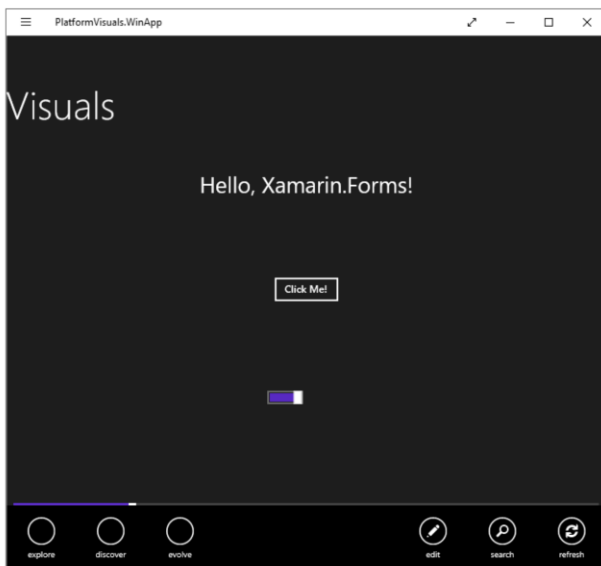 PlatformVisuals.WinApp
Visuals
Hello, Xamarin.Forms!
Click Me!
explore discover evolve edit search refresh